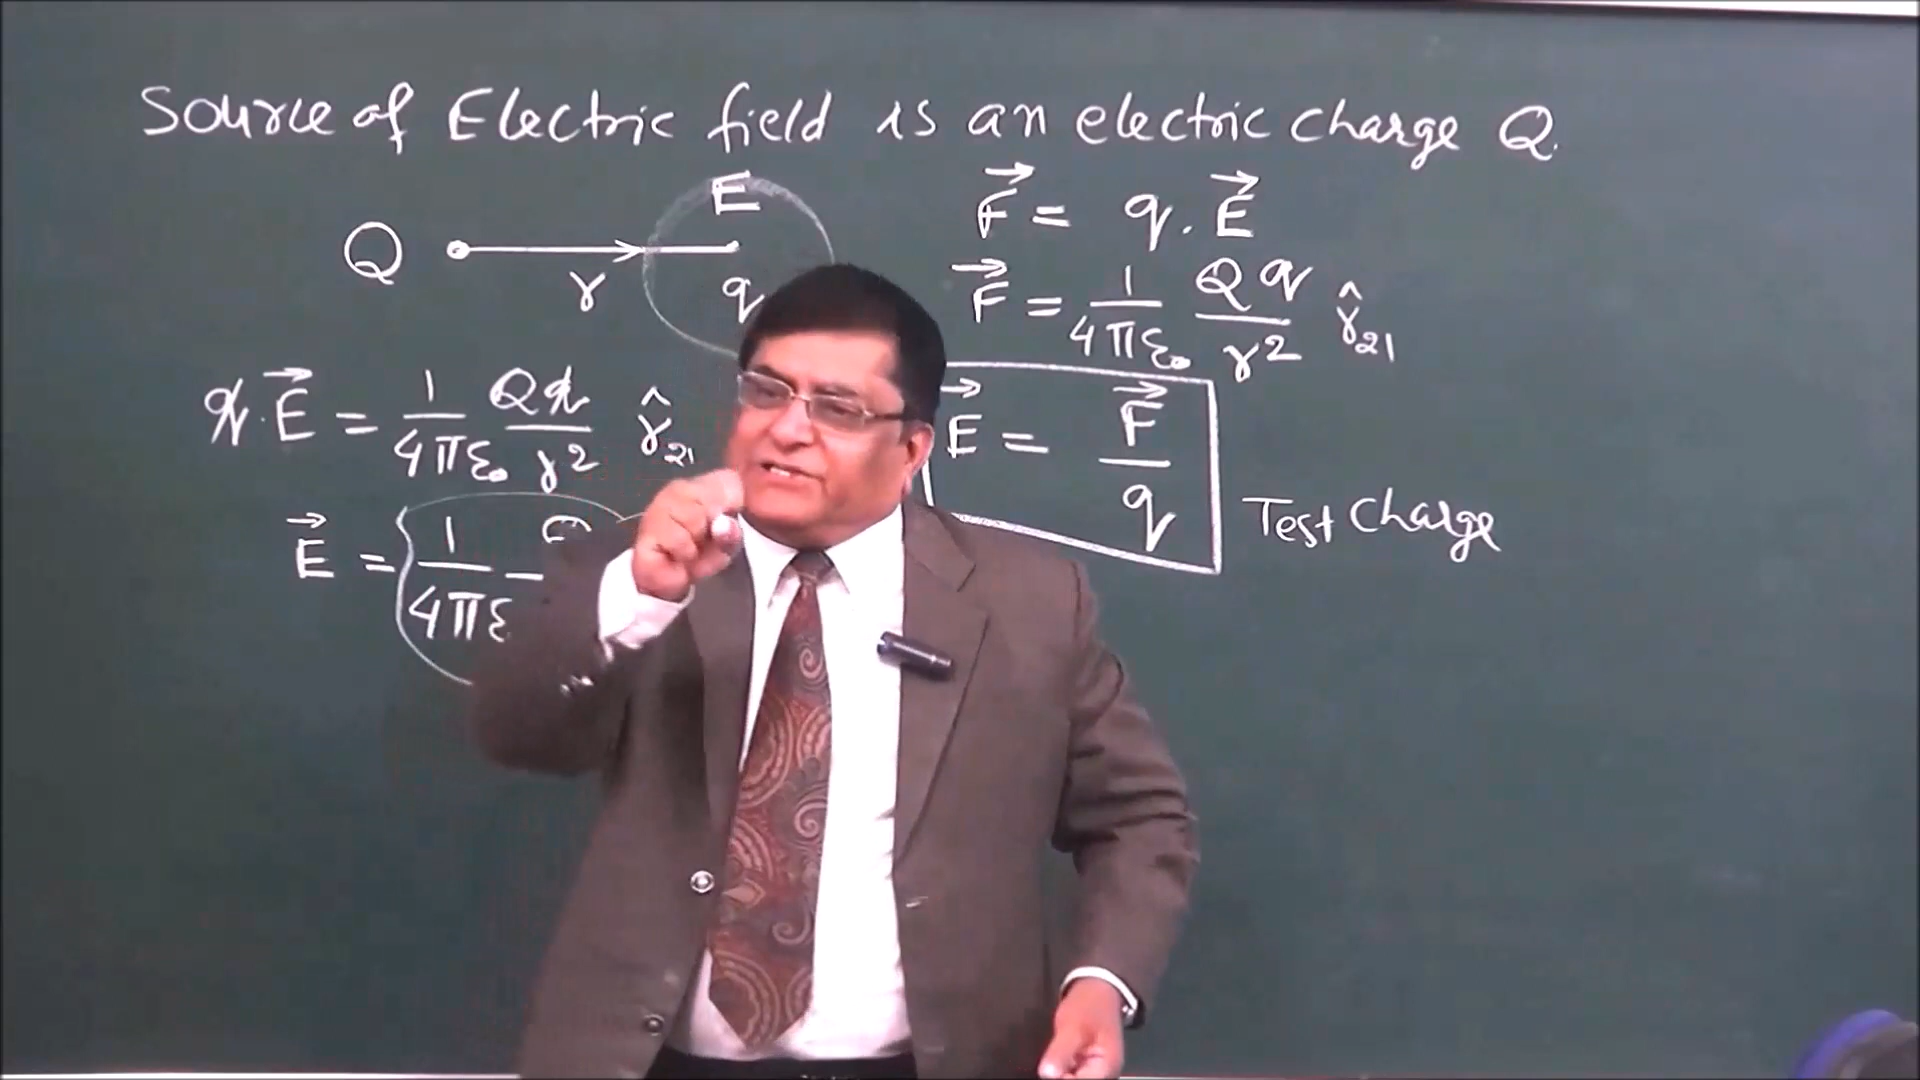 Source of Electric field is an electric charge Q.
E
Q r q
F⃗ = q . E⃗
F⃗ = 1/4πε₀ Qq/r² r̂₂₁
q . E⃗ = 1/4πε₀ Qq/r² r̂₂₁
E⃗ = F⃗/q
Test Charge
E⃗ = 1/4πε